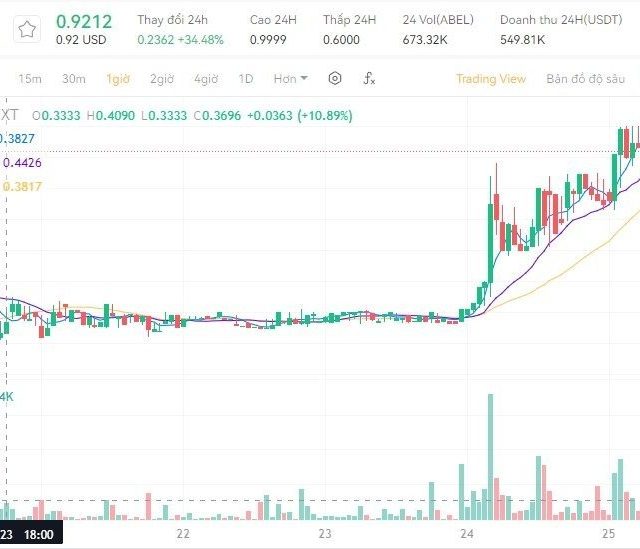 0.9212 Thay đổi 24h Cao 24H Thấp 24H 24 Vol(ABEL) Doanh thu 24H(USDT)
0.92 USD 0.2362 +34.48% 0.9999 0.6000 673.32K 549.81K
15m 30m 1giờ 2giờ 4giờ 1D Hơn fx Trading View Bản đồ độ sâu
XT O0.3333 H0.4090 L0.3333 C0.3696 +0.0363 (+10.89%)
0.3827
0.4426
0.3817
4K
23 18:00 22 23 24 25